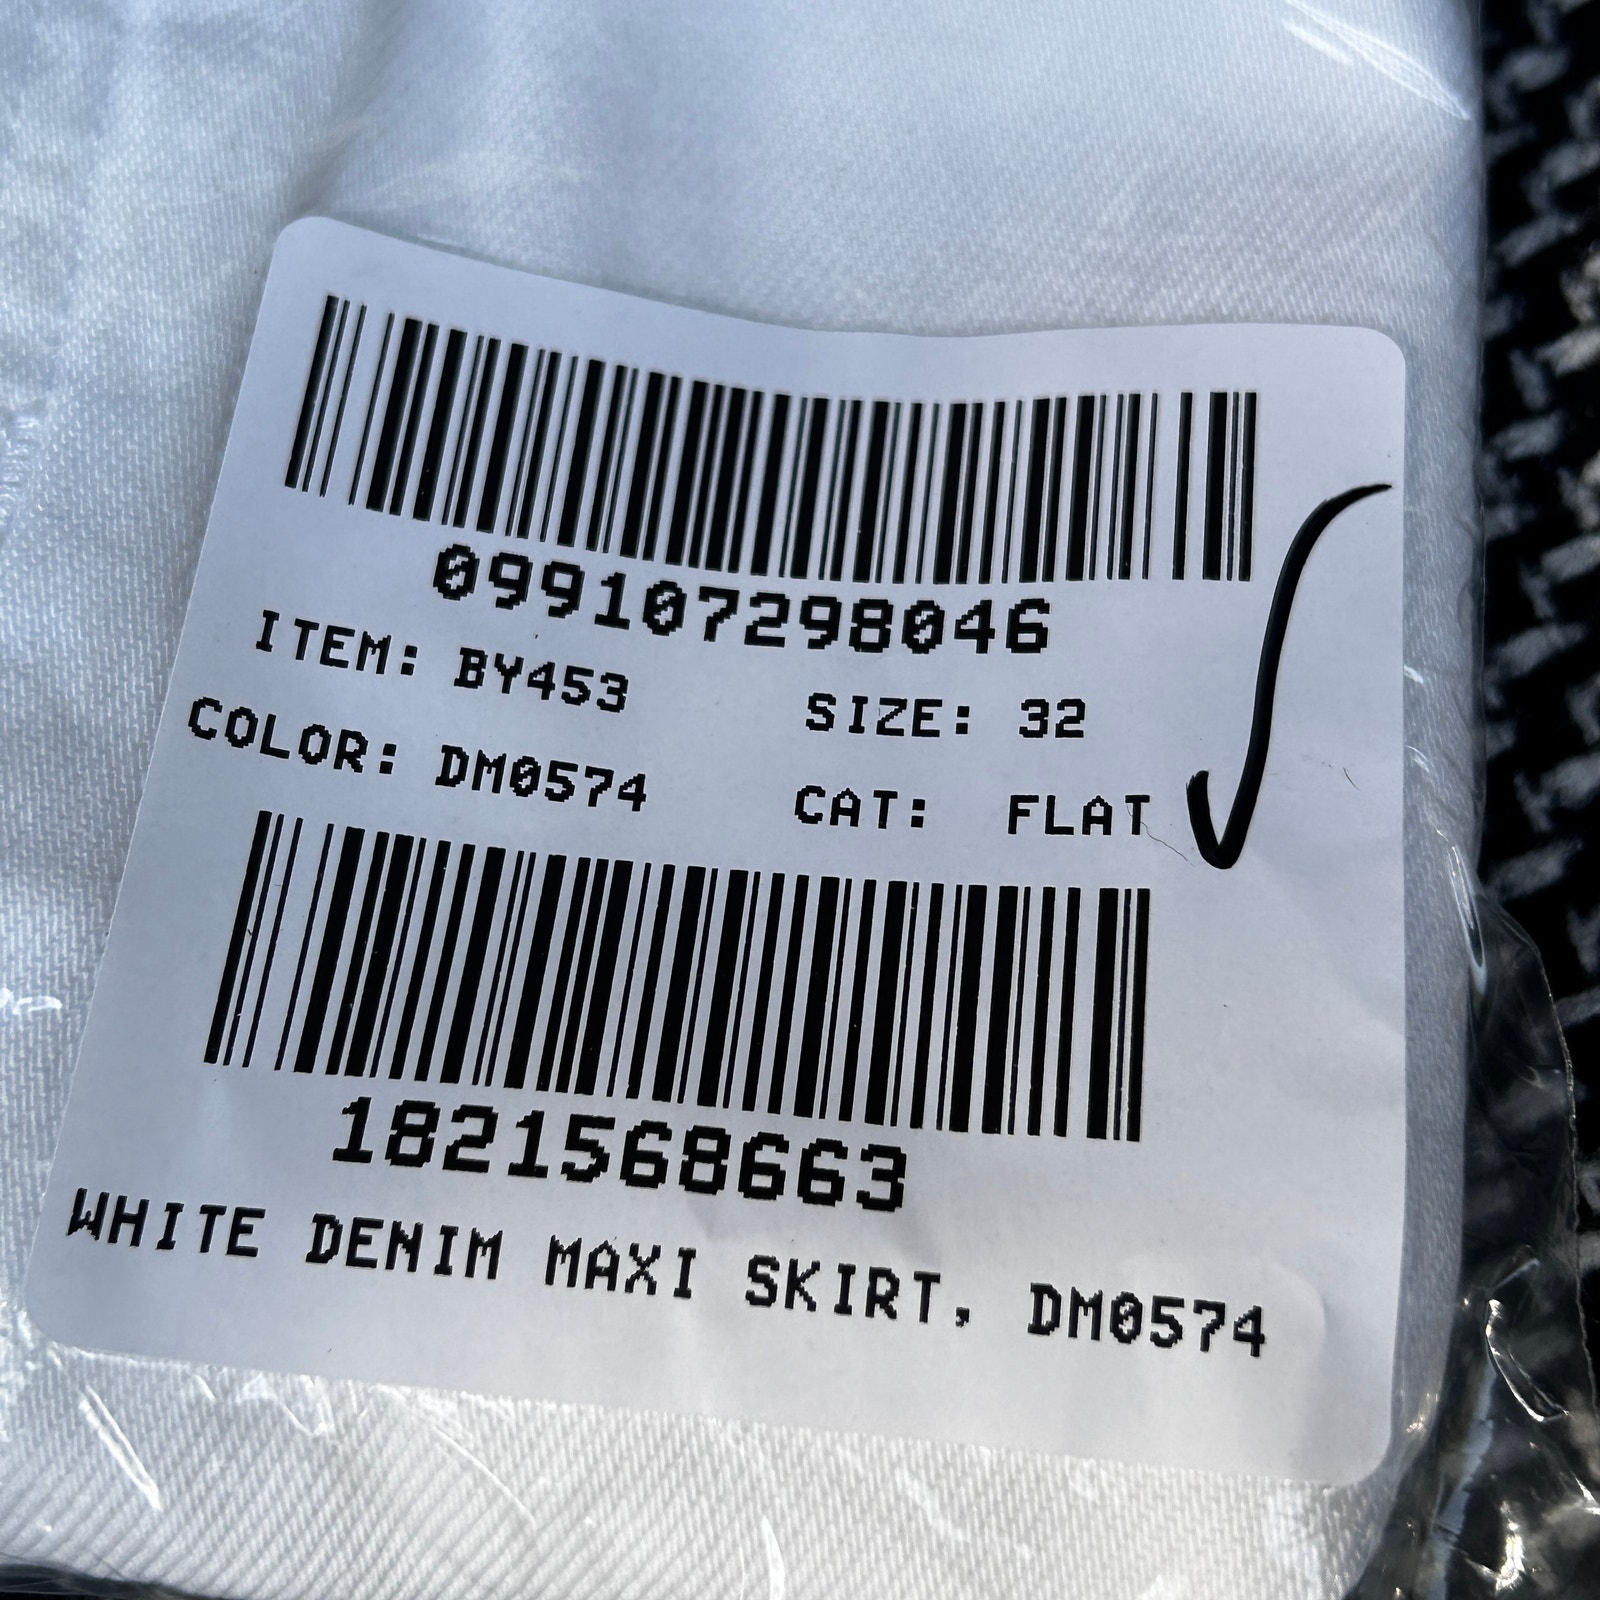 099107298046
ITEM: BY453 SIZE: 32
COLOR: DM0574 CAT: FLAT
1821568663
WHITE DENIM MAXI SKIRT, DM0574